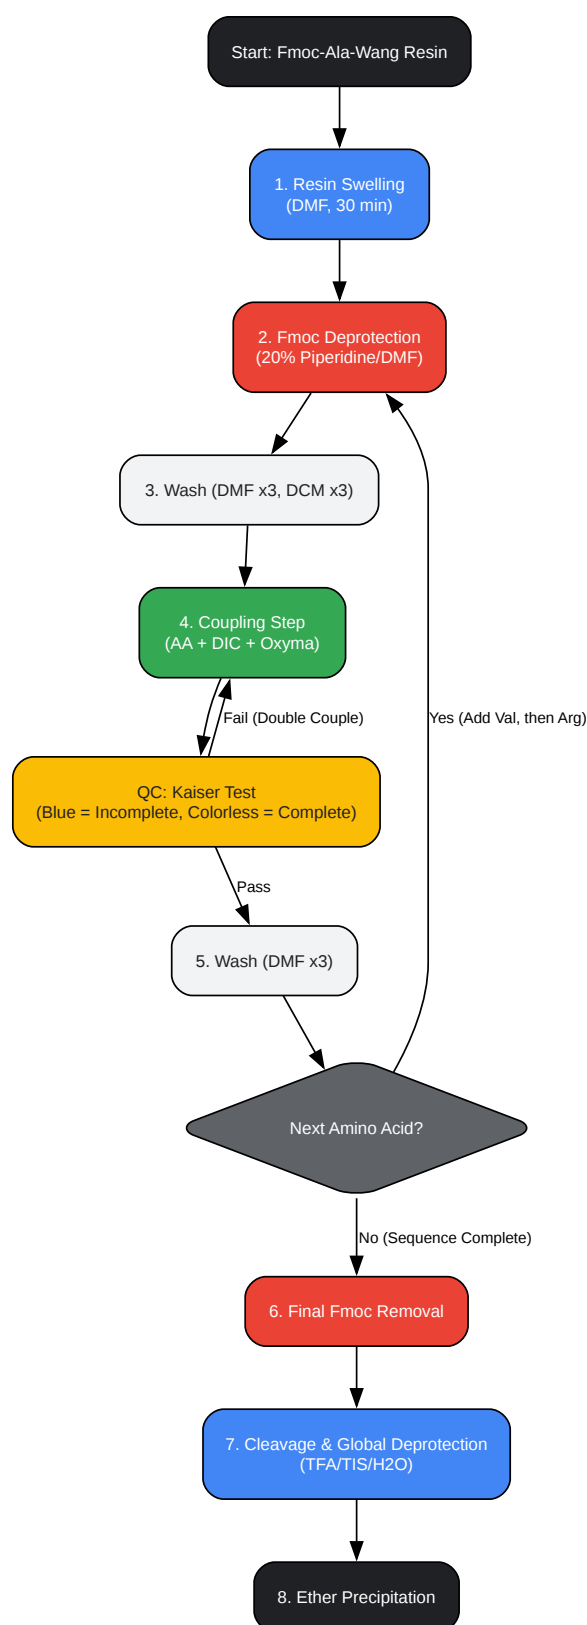 Start: Fmoc-Ala-Wang Resin
1. Resin Swelling
(DMF, 30 min)
2. Fmoc Deprotection
(20% Piperidine/DMF)
3. Wash (DMF x3, DCM x3)
4. Coupling Step
(AA + DIC + Oxyma)
Fail (Double Couple)
Yes (Add Val, then Arg)
QC: Kaiser Test
(Blue = Incomplete, Colorless = Complete)
Pass
5. Wash (DMF x3)
Next Amino Acid?
No (Sequence Complete)
6. Final Fmoc Removal
7. Cleavage & Global Deprotection
(TFA/TIS/H2O)
8. Ether Precipitation